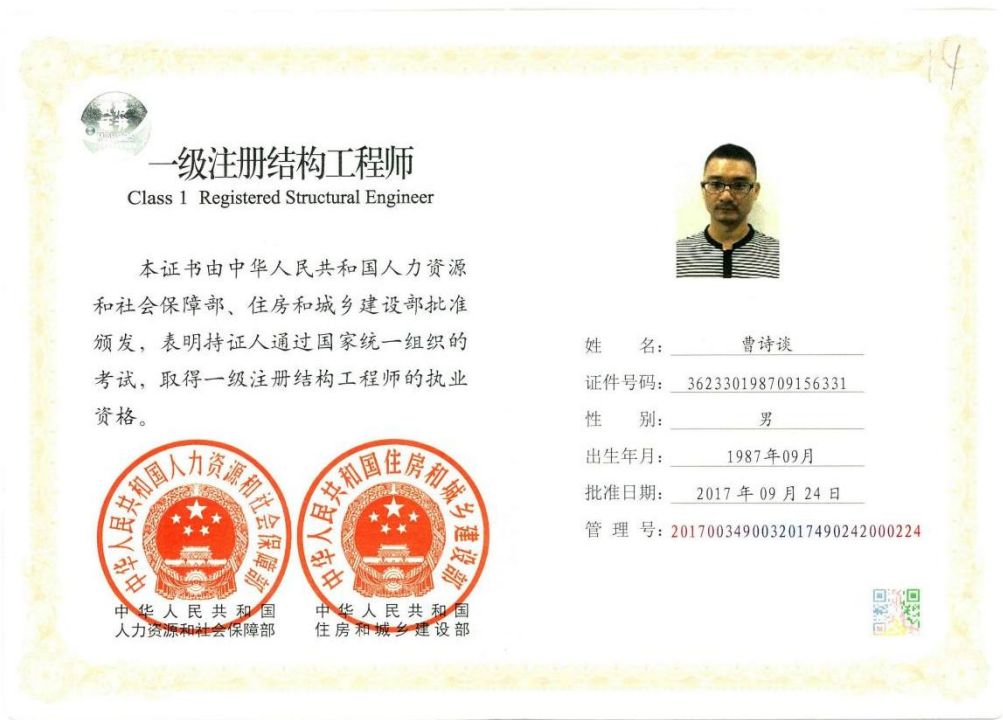 14
一级注册结构工程师
Class 1 Registered Structural Engineer
本证书由中华人民共和国人力资源
和社会保障部、住房和城乡建设部批准
颁发，表明持证人通过国家统一组织的
考试，取得一级注册结构工程师的执业
资格。
中华人民共和国人力资源和社会保障部
中华人民共和国住房和城乡建设部
中华人民共和国
人力资源和社会保障部
中华人民共和国
住房和城乡建设部
姓 名：曹诗谈
证件号码：362330198709156331
性 别：男
出生年月：1987年09月
批准日期：2017 年 09 月 24 日
管 理 号：2017003490032017490242000224